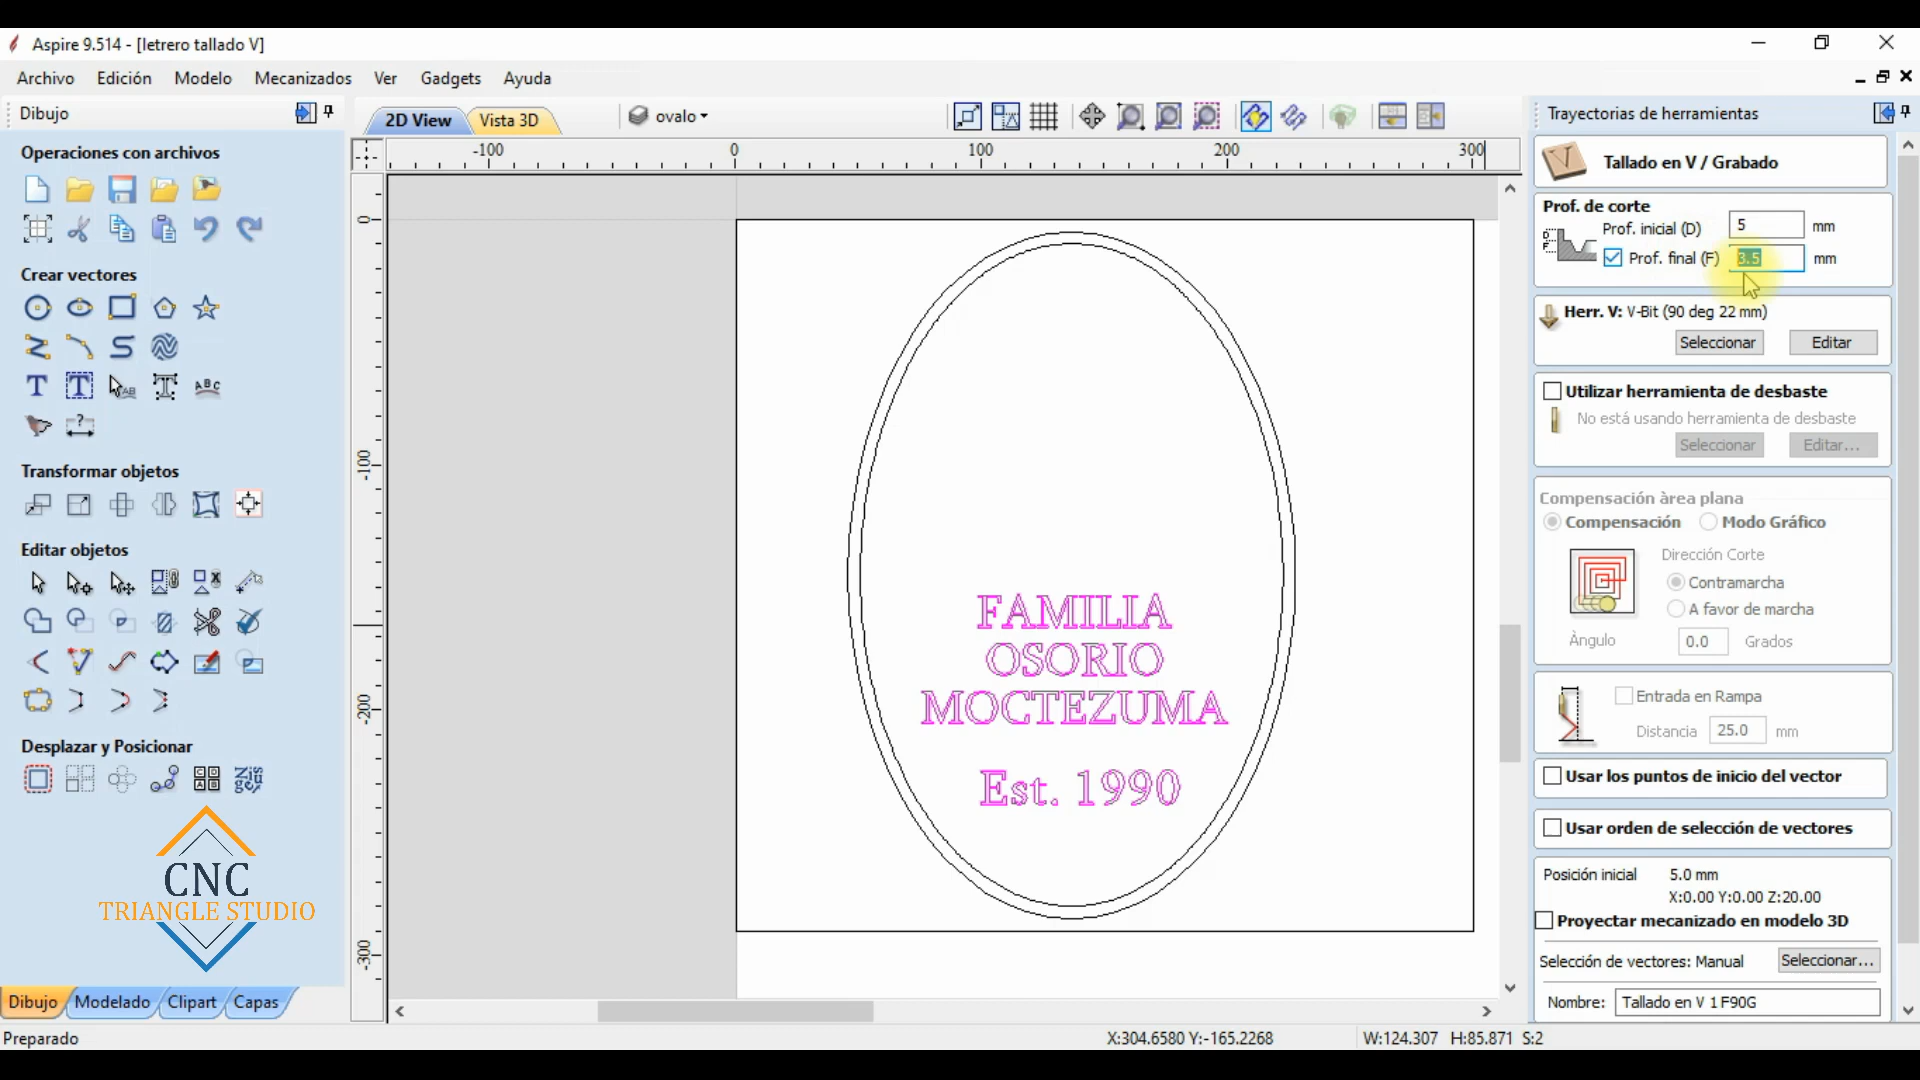 Aspire 9.514 - [letrero tallado V]
Archivo Edición Modelo Mecanizados Ver Gadgets Ayuda
Dibujo
2D View Vista 3D ovalo
Trayectorias de herramientas
Operaciones con archivos
Crear vectores
Transformar objetos
Editar objetos
Desplazar y Posicionar
CNC
TRIANGLE STUDIO
Dibujo Modelado Clipart Capas
-100 0 100 200 300
0
-100
-200
-300
FAMILIA
OSORIO
MOCTEZUMA
Est. 1990
Tallado en V / Grabado
Prof. de corte
Prof. inicial (D) 5 mm
Prof. final (F) 3.5 mm
Herr. V: V-Bit (90 deg 22 mm)
Seleccionar Editar
Utilizar herramienta de desbaste
No está usando herramienta de desbaste
Seleccionar Editar...
Compensación àrea plana
Compensación Modo Gráfico
Dirección Corte
Contramarcha
A favor de marcha
Àngulo 0.0 Grados
Entrada en Rampa
Distancia 25.0 mm
Usar los puntos de inicio del vector
Usar orden de selección de vectores
Posición inicial 5.0 mm
X:0.00 Y:0.00 Z:20.00
Proyectar mecanizado en modelo 3D
Selección de vectores: Manual Seleccionar...
Nombre: Tallado en V 1 F90G
Preparado X:304.6580 Y:-165.2268 W:124.307 H:85.871 S:2